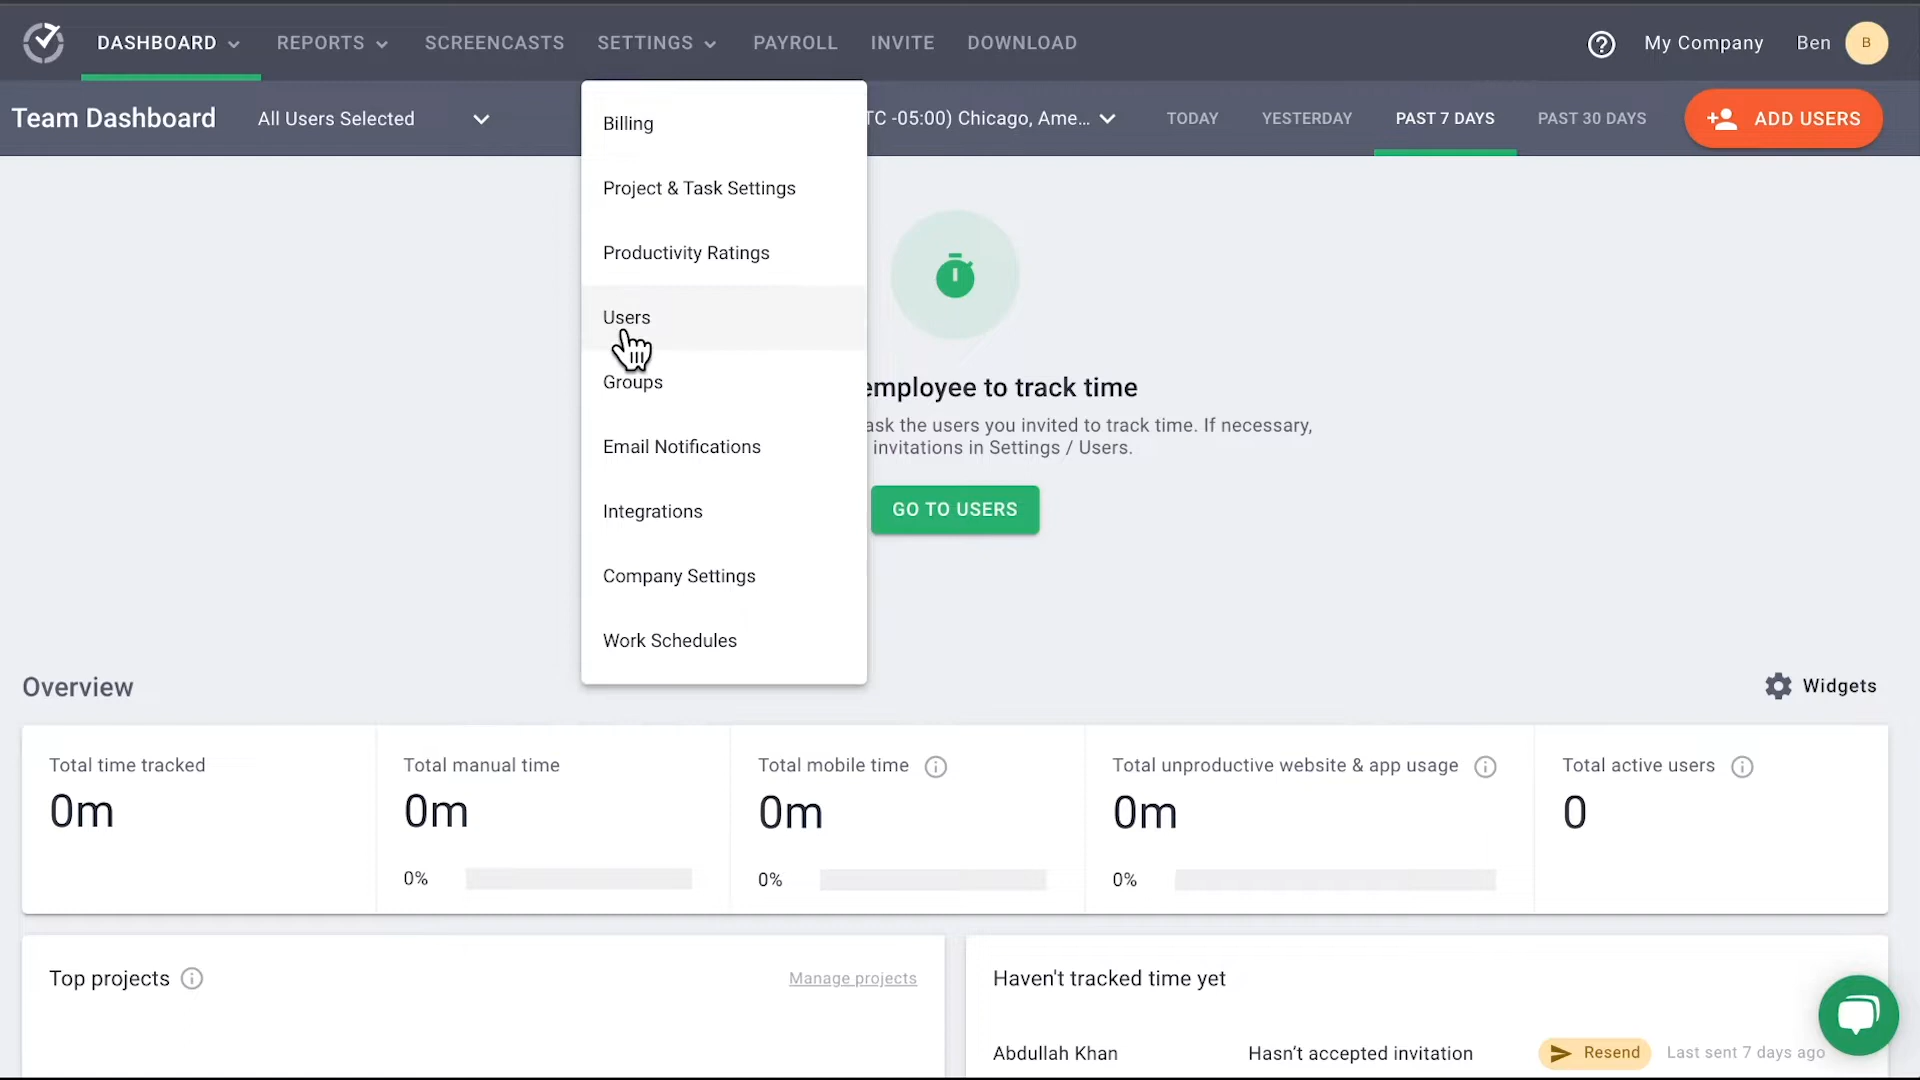 DASHBOARD REPORTS SCREENCASTS SETTINGS PAYROLL INVITE DOWNLOAD My Company Ben B
Team Dashboard All Users Selected TC -05:00) Chicago, Ame... TODAY YESTERDAY PAST 7 DAYS PAST 30 DAYS ADD USERS
Billing
Project & Task Settings
Productivity Ratings
Users
Groups
Email Notifications
Integrations
Company Settings
Work Schedules
employee to track time
ask the users you invited to track time. If necessary,
invitations in Settings / Users.
GO TO USERS
Overview Widgets
Total time tracked
0m
Total manual time
0m
0%
Total mobile time
0m
0%
Total unproductive website & app usage
0m
0%
Total active users
0
Top projects Manage projects
Haven't tracked time yet
Abdullah Khan Hasn't accepted invitation Resend Last sent 7 days ago